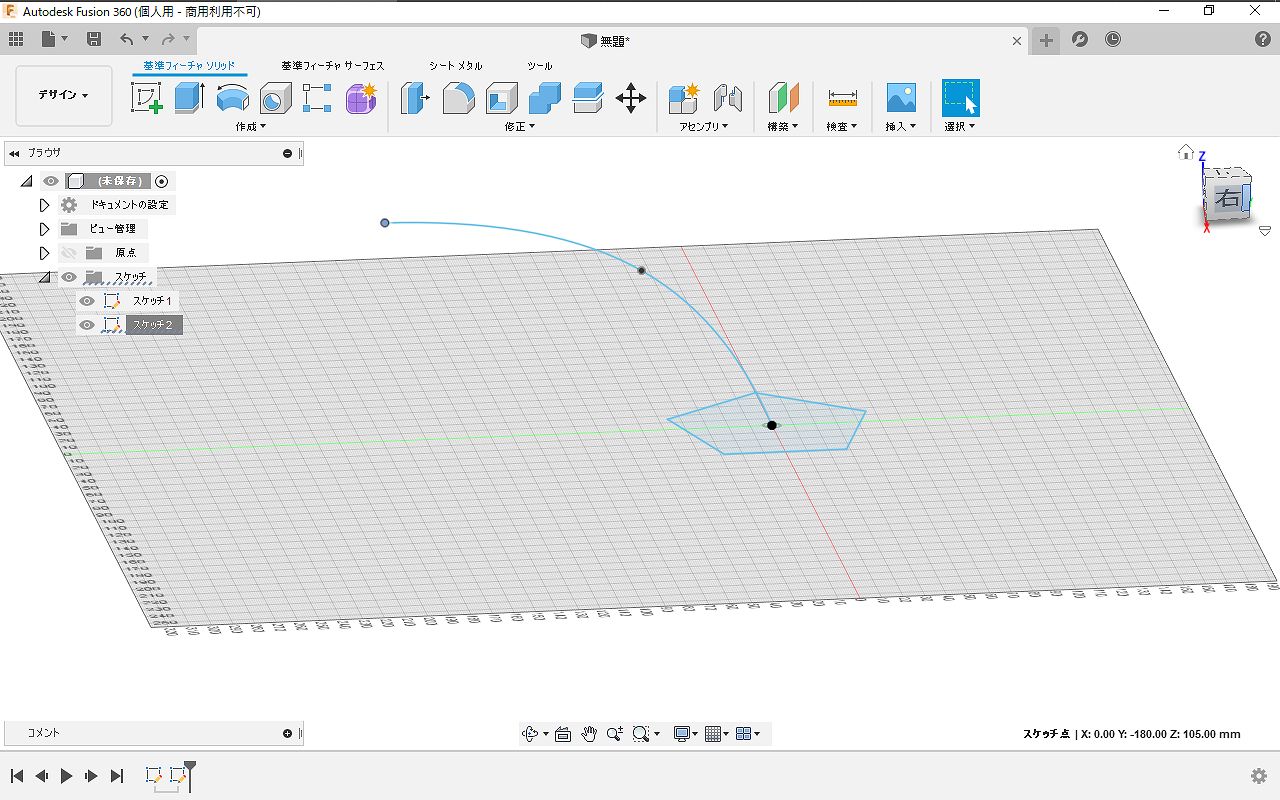 Autodesk Fusion 360 (個人用 - 商用利用不可)
無題*
基準フィーチャ ソリッド 基準フィーチャ サーフェス シート メタル ツール
デザイン
作成 修正 アセンブリ 構築 検査 挿入 選択
ブラウザ
(未保存)
ドキュメントの設定
ビュー管理
原点
スケッチ
スケッチ1
スケッチ2
Z
右
X
コメント
スケッチ点 | X: 0.00 Y: -180.00 Z: 105.00 mm